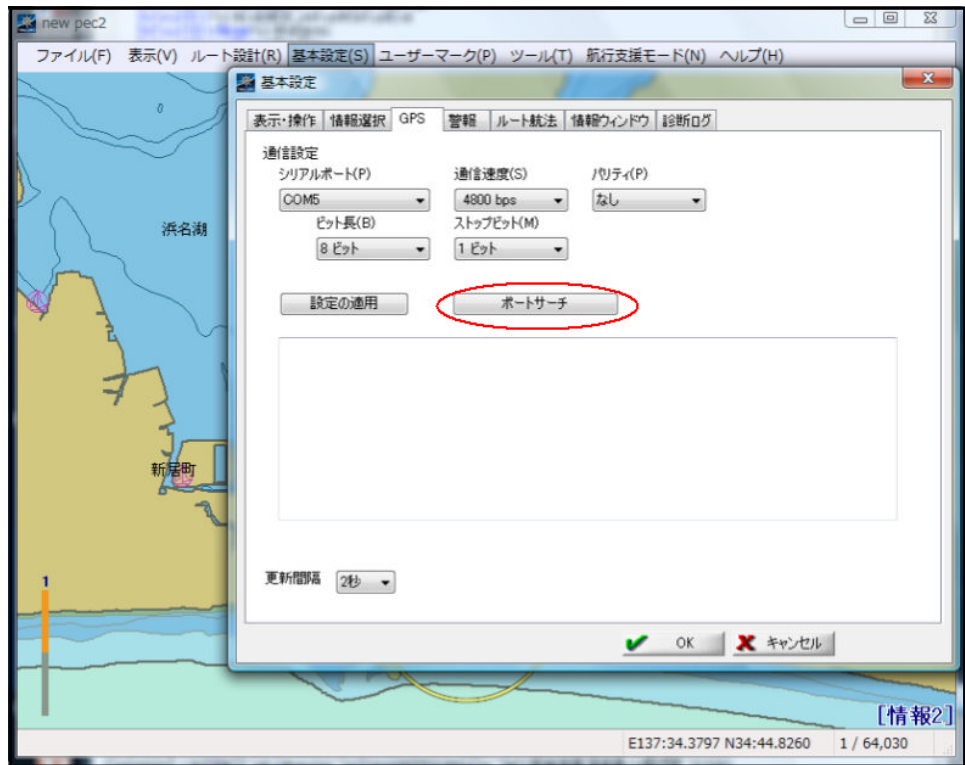 new pec2
ファイル(F) 表示(V) ルート設計(R) 基本設定(S) ユーザーマーク(P) ツール(T) 航行支援モード(N) ヘルプ(H)
基本設定
表示・操作 情報選択 GPS 警報 ルート航法 情報ウィンドウ 診断ログ
通信設定
シリアルポート(P) 通信速度(S) パリティ(P)
COM5 4800 bps なし
ビット長(B) ストップビット(M)
8 ビット 1 ビット
設定の適用 ポートサーチ
更新間隔 2秒
OK キャンセル
0
浜名湖
新居町
1
[情報2]
E137:34.3797 N34:44.8260 1 / 64,030